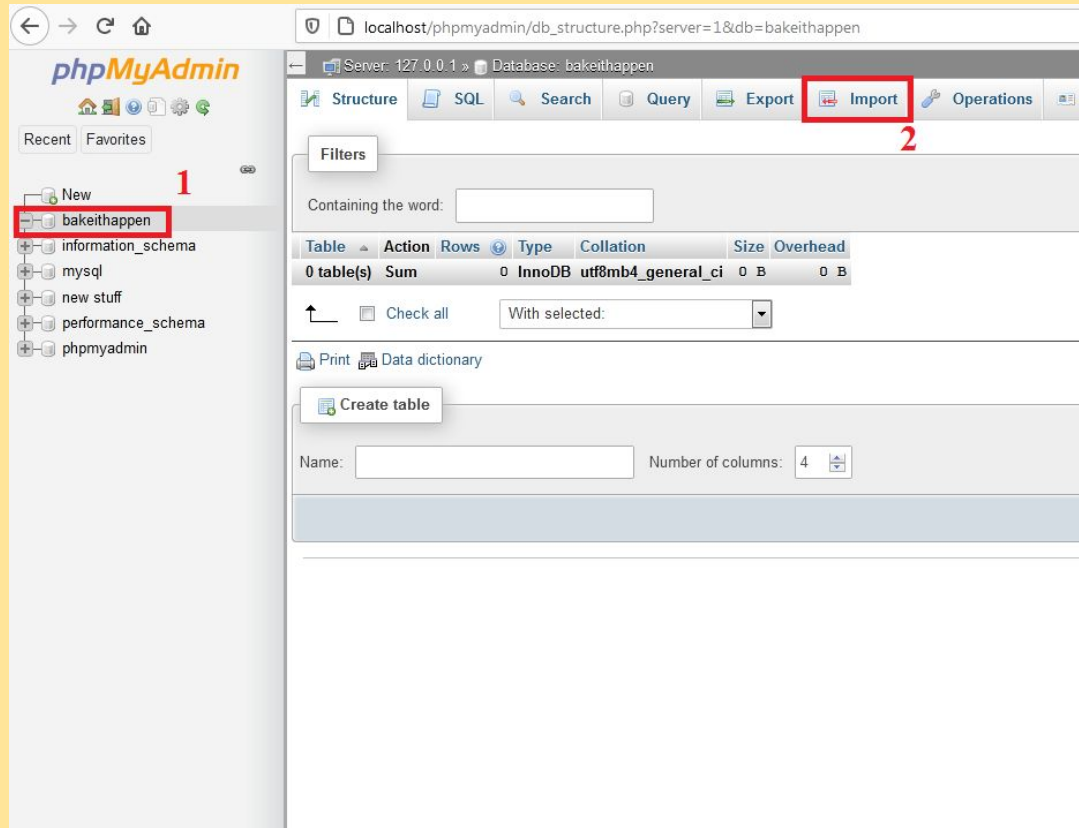 localhost/phpmyadmin/db_structure.php?server=1&db=bakeithappen
phpMyAdmin
Recent Favorites
New
1
bakeithappen
information_schema
mysql
new stuff
performance_schema
phpmyadmin
Server: 127.0.0.1 » Database: bakeithappen
Structure SQL Search Query Export Import Operations
2
Filters
Containing the word:
Table Action Rows Type Collation Size Overhead
0 table(s) Sum 0 InnoDB utf8mb4_general_ci 0 B 0 B
Check all With selected:
Print Data dictionary
Create table
Name: Number of columns: 4